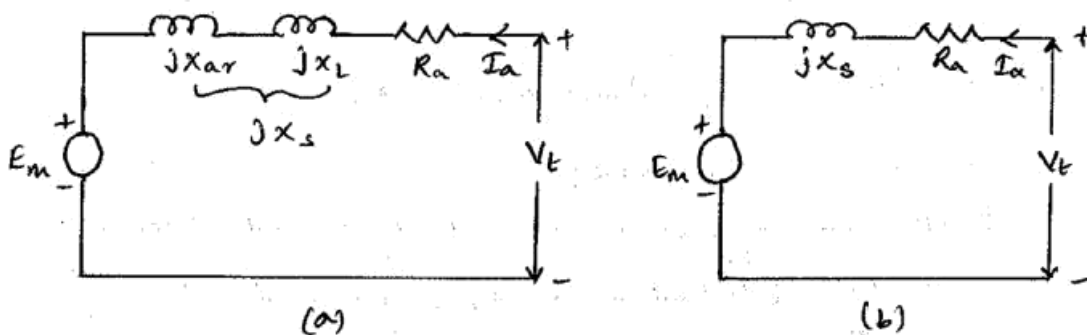 jXar jXL Ra Ia +
jXs
+
Em
-
Vt
-
(a)
jXs Ra Ia +
+
Em
-
Vt
-
(b)